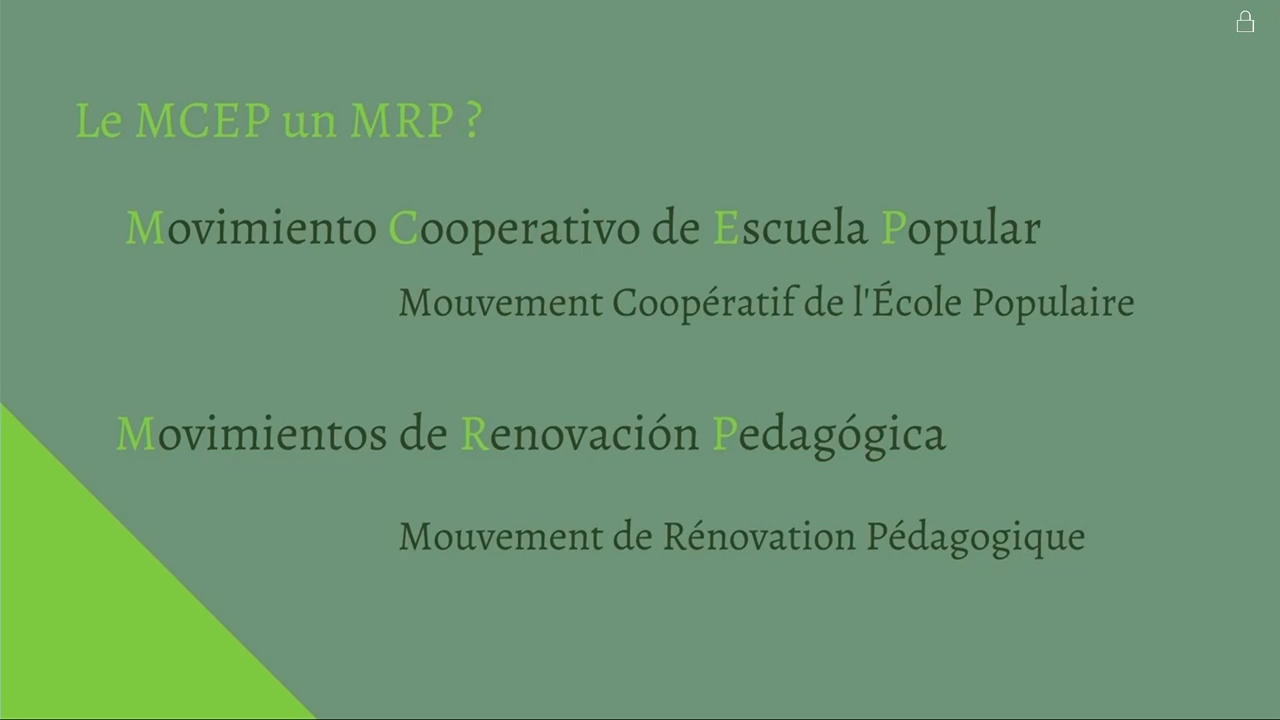 Le MCEP un MRP ?
Movimiento Cooperativo de Escuela Popular
Mouvement Coopératif de l'École Populaire
Movimientos de Renovación Pedagógica
Mouvement de Rénovation Pédagogique